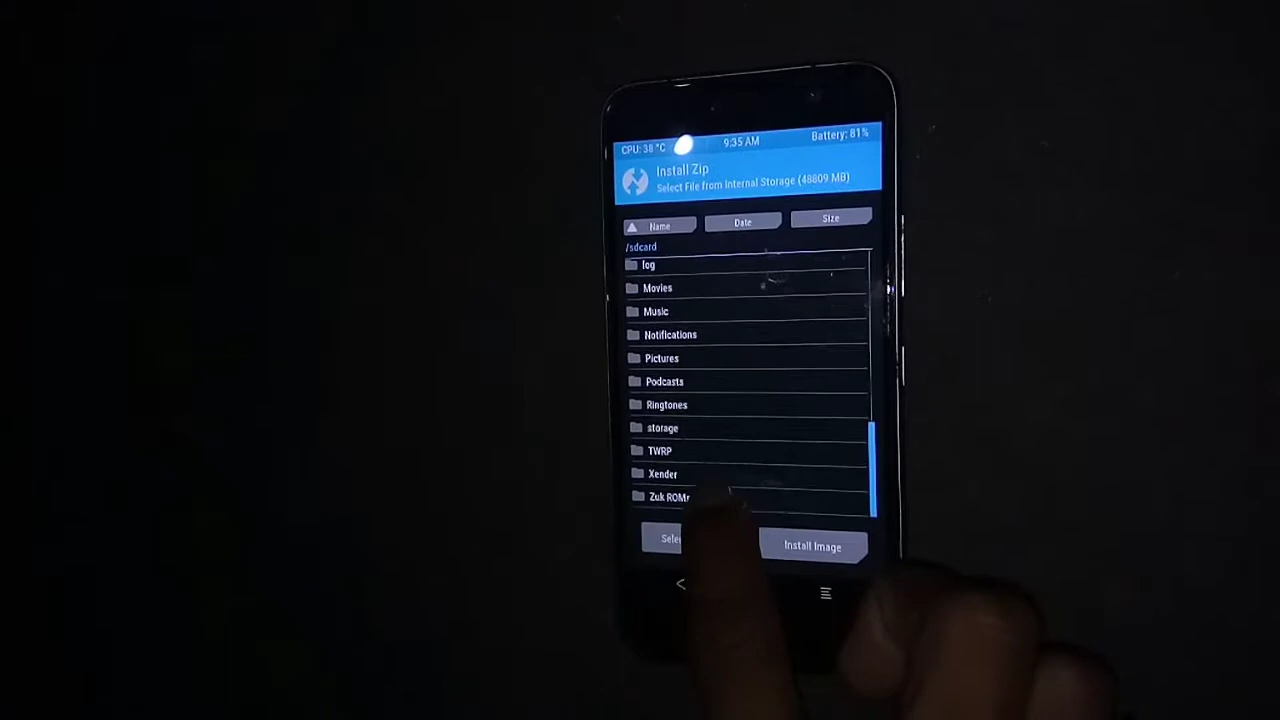 CPU: 38 °C 9:35 AM Battery: 81%
Install Zip
Select File from Internal Storage (48809 MB)
Name Date Size
/sdcard
log
Movies
Music
Notifications
Pictures
Podcasts
Ringtones
storage
TWRP
Xender
Zuk ROMs
Install Image